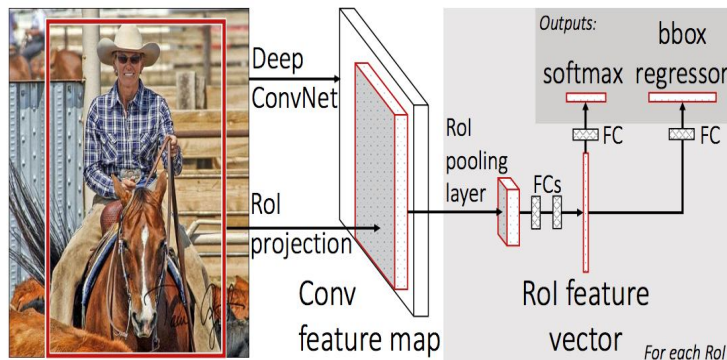 Deep
ConvNet
RoI
projection
Conv
feature map
RoI
pooling
layer
FCs
RoI feature
vector
Outputs:
softmax
bbox
regressor
FC
FC
For each RoI